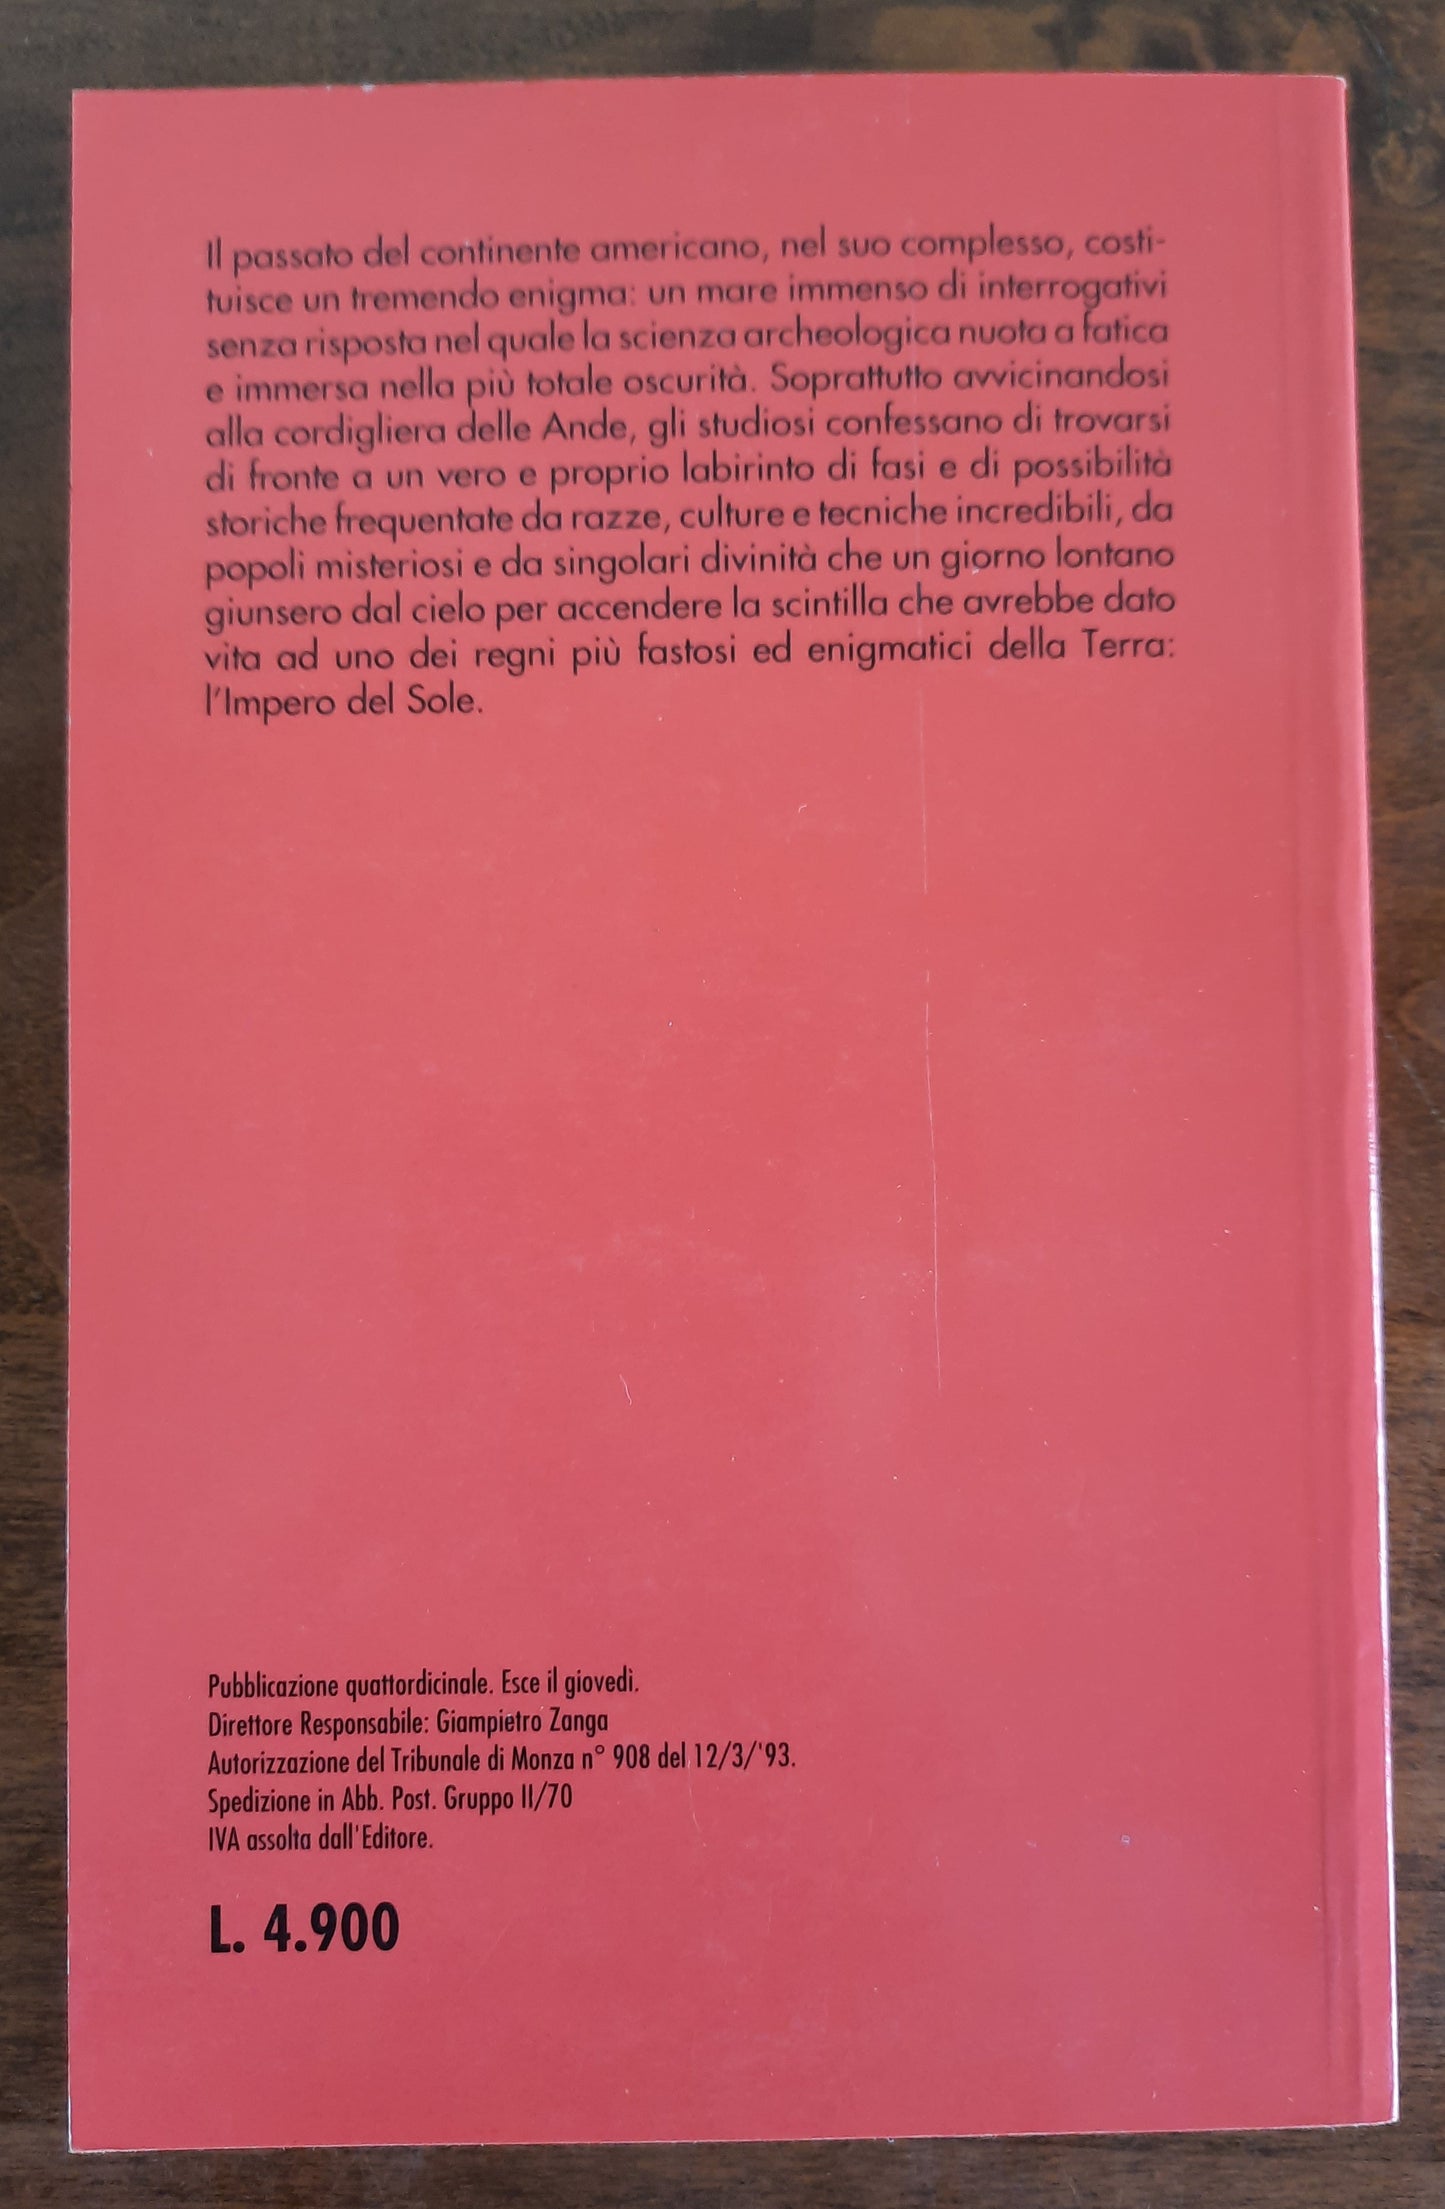 Il passato del continente americano, nel suo complesso, costi-
tuisce un tremendo enigma: un mare immenso di interrogativi
senza risposta nel quale la scienza archeologica nuota a fatica
e immersa nella più totale oscurità. Soprattutto avvicinandosi
alla cordigliera delle Ande, gli studiosi confessano di trovarsi
di fronte a un vero e proprio labirinto di fasi e di possibilità
storiche frequentate da razze, culture e tecniche incredibili, da
popoli misteriosi e da singolari divinità che un giorno lontano
giunsero dal cielo per accendere la scintilla che avrebbe dato
vita ad uno dei regni più fastosi ed enigmatici della Terra:
l'Impero del Sole.
Pubblicazione quattordicinale. Esce il giovedì.
Direttore Responsabile: Giampietro Zanga
Autorizzazione del Tribunale di Monza n° 908 del 12/3/'93.
Spedizione in Abb. Post. Gruppo II/70
IVA assolta dall'Editore.
L. 4.900